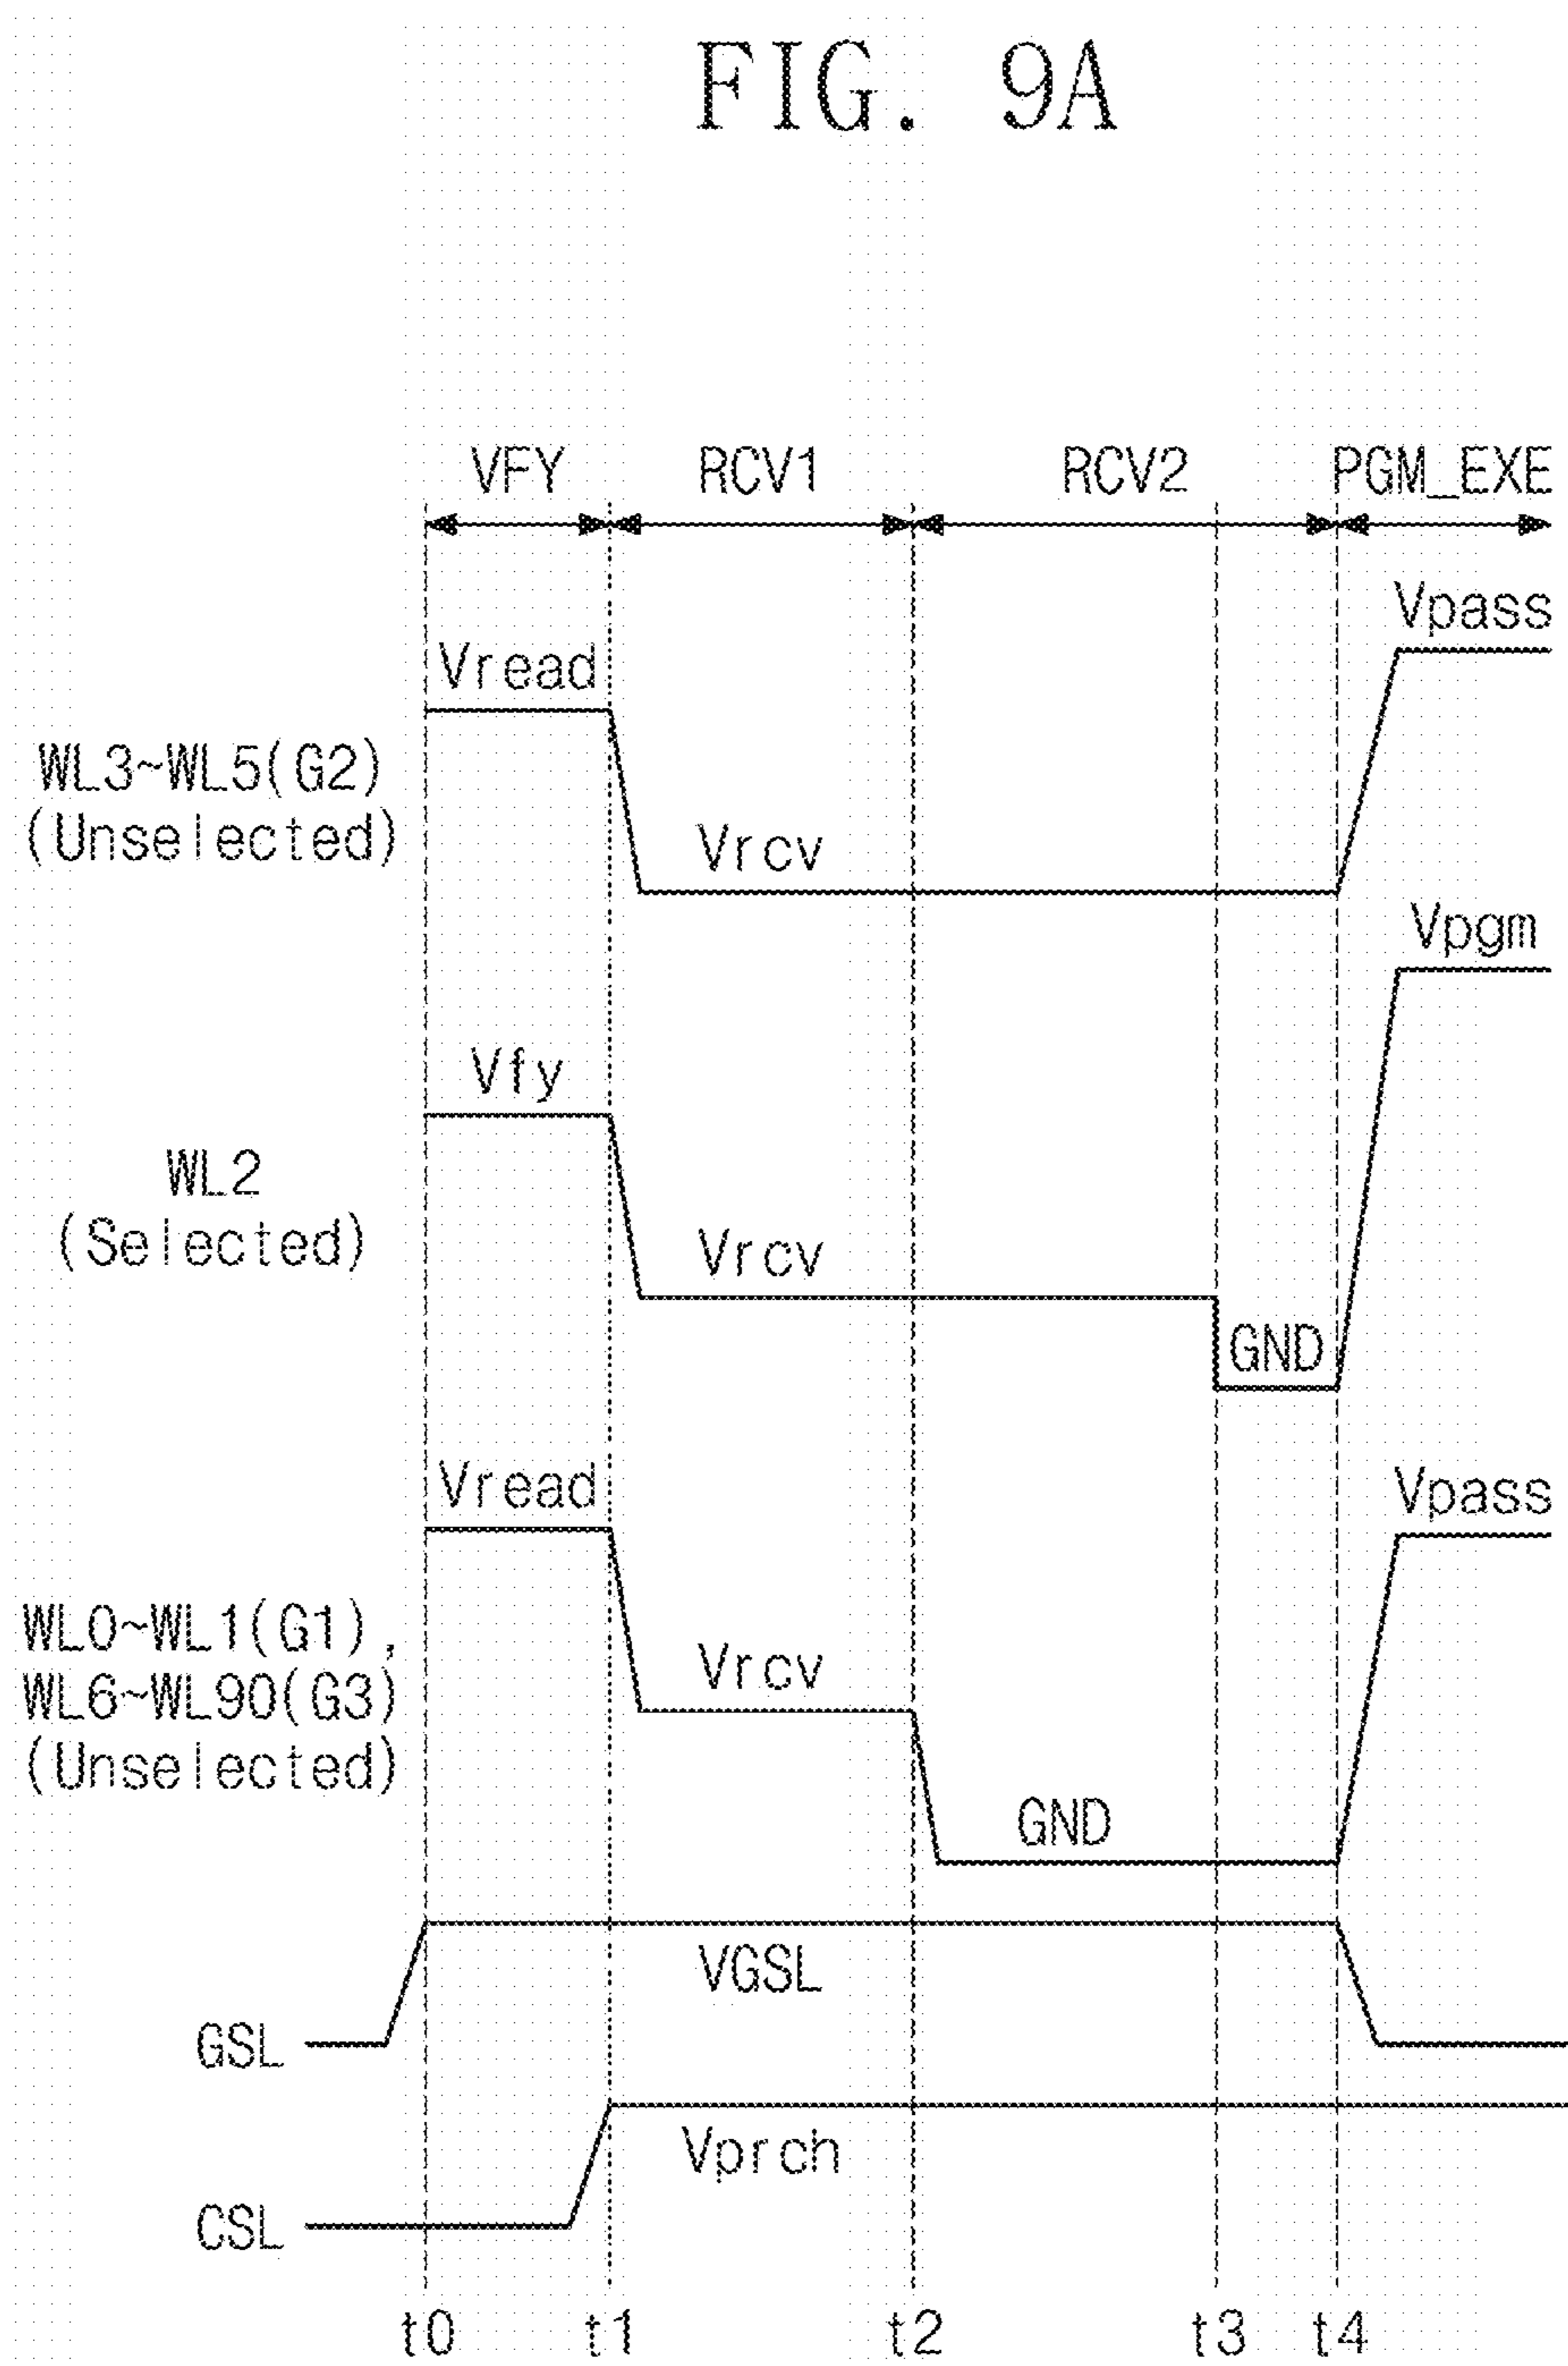 FIG. 9A
VFY RCV1 RCV2 PGM_EXE
Vpass
Vread
WL3~WL5(G2)
(Unselected)
Vrcv
Vpgm
Vfy
WL2
(Selected)
Vrcv
GND
Vread
Vpass
WL0~WL1(G1),
WL6~WL90(G3)
(Unselected)
Vrcv
GND
VGSL
GSL
Vprch
CSL
t0 t1 t2 t3 t4